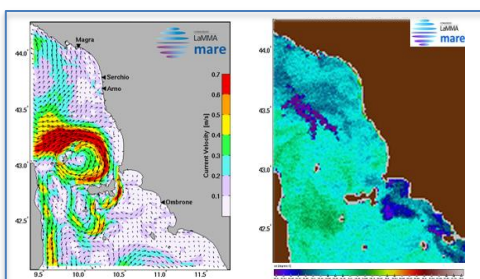 Magra
CONSORZIO
LaMMA
mare
44.0
Serchio
Arno
0.7
0.6
0.5
0.4
0.3
0.2
0.1
Current Velocity (m/s)
43.5
43.0
Ombrone
42.5
9.5
10.0
10.5
11.0
11.5
LaMMA
mare
44.0
43.5
43.0
42.5